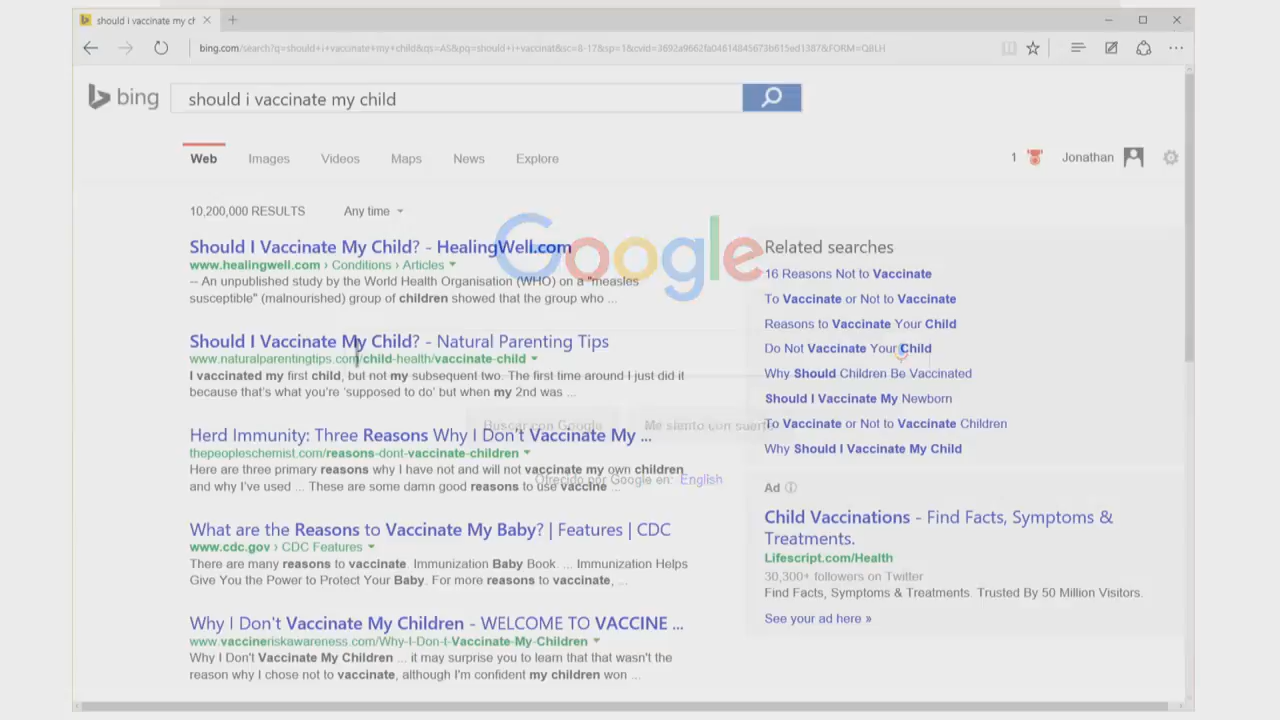 should i vaccinate my ch
bing.com/search?q=should+i+vaccinate+my+child&qs=AS&pq=should+i+vaccinat&sc=8-17&sp=1&cvid=3692a9662fa04614845673b615ed1387&FORM=QBLH
bing
should i vaccinate my child
Web Images Videos Maps News Explore
1 Jonathan
10,200,000 RESULTS Any time
Google
Should I Vaccinate My Child? - HealingWell.com
www.healingwell.com › Conditions › Articles
-- An unpublished study by the World Health Organisation (WHO) on a "measles
susceptible" (malnourished) group of children showed that the group who ...
Should I Vaccinate My Child? - Natural Parenting Tips
www.naturalparentingtips.com/child-health/vaccinate-child
I vaccinated my first child, but not my subsequent two. The first time around I just did it
because that's what you're 'supposed to do' but when my 2nd was ...
Buscar con Google Me siento con suerte
Herd Immunity: Three Reasons Why I Don't Vaccinate My ...
thepeopleschemist.com/reasons-dont-vaccinate-children
Here are three primary reasons why I have not and will not vaccinate my own children
and why I've used ... These are some damn good reasons to use vaccine ...
Ofrecido por Google en: English
What are the Reasons to Vaccinate My Baby? | Features | CDC
www.cdc.gov › CDC Features
There are many reasons to vaccinate. Immunization Baby Book. ... Immunization Helps
Give You the Power to Protect Your Baby. For more reasons to vaccinate, ...
Why I Don't Vaccinate My Children - WELCOME TO VACCINE ...
www.vaccineriskawareness.com/Why-I-Don-t-Vaccinate-My-Children
Why I Don't Vaccinate My Children ... it may surprise you to learn that that wasn't the
reason why I chose not to vaccinate, although I'm confident my children won ...
Related searches
16 Reasons Not to Vaccinate
To Vaccinate or Not to Vaccinate
Reasons to Vaccinate Your Child
Do Not Vaccinate Your Child
Why Should Children Be Vaccinated
Should I Vaccinate My Newborn
To Vaccinate or Not to Vaccinate Children
Why Should I Vaccinate My Child
Ad
Child Vaccinations - Find Facts, Symptoms &
Treatments.
Lifescript.com/Health
30,300+ followers on Twitter
Find Facts, Symptoms & Treatments. Trusted By 50 Million Visitors.
See your ad here »